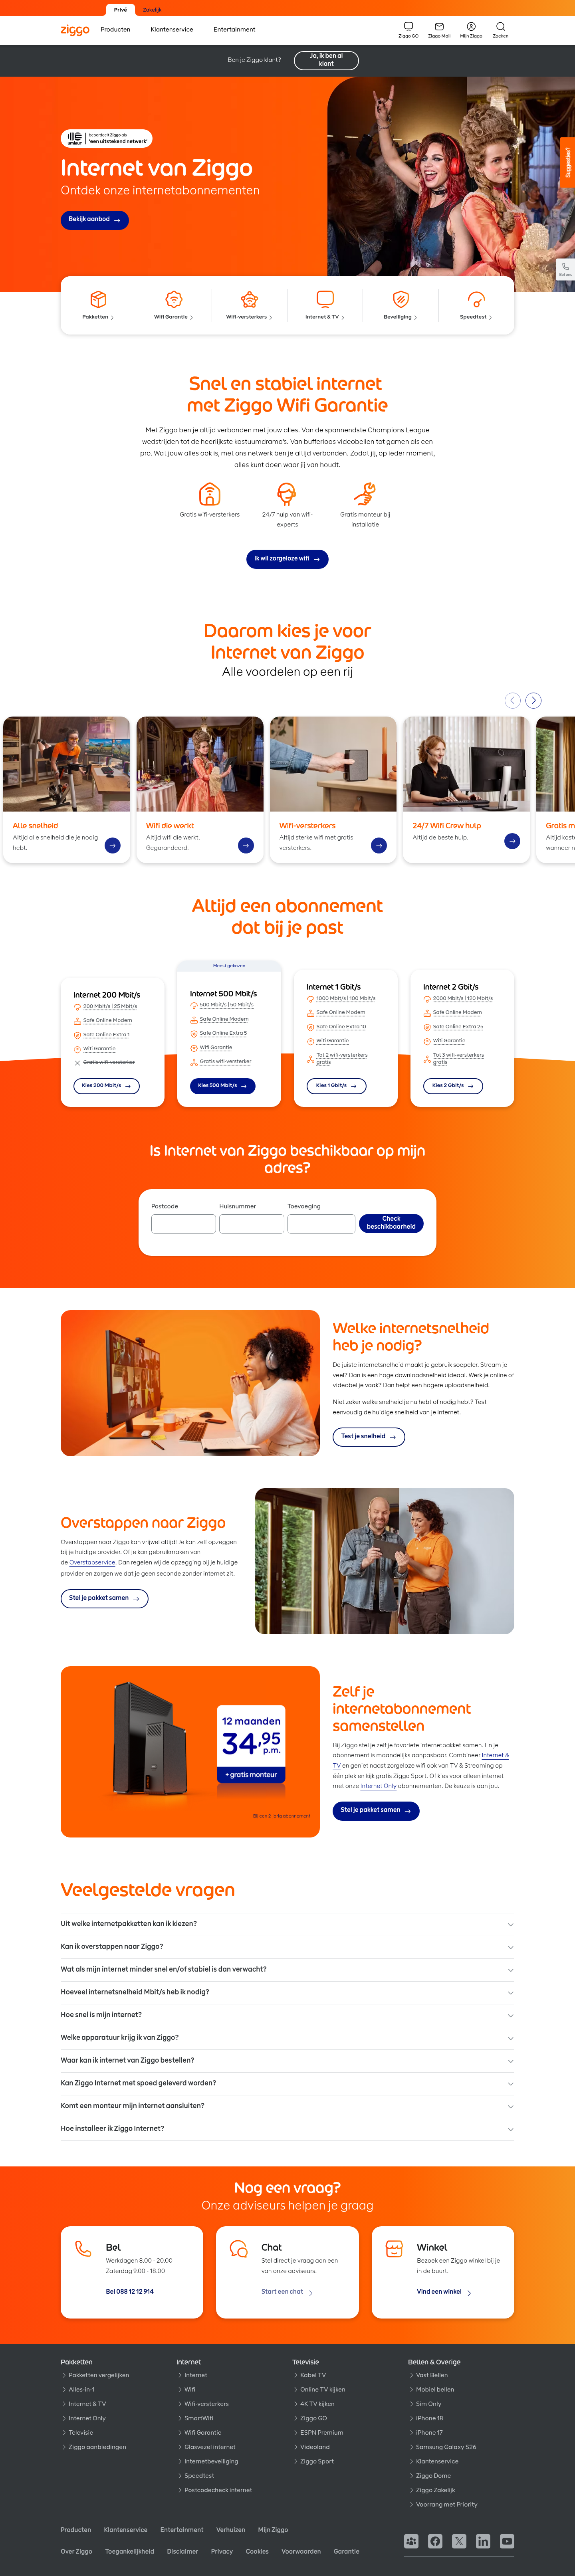 Privé
Zakelijk
ziggo
Producten
Klantenservice
Entertainment
Ziggo GO
Ziggo Mail
Mijn Ziggo
Zoeken
Ben je Ziggo klant?
Ja, ik ben al
klant
umlaut
beoordeelt Ziggo als
'een uitstekend netwerk'
Internet van Ziggo
Ontdek onze internetabonnementen
Bekijk aanbod
Suggesties?
Bel ons
Pakketten
Wifi Garantie
Wifi-versterkers
Internet & TV
Beveiliging
Speedtest
Snel en stabiel internet
met Ziggo Wifi Garantie
Met Ziggo ben je altijd verbonden met jouw alles. Van de spannendste Champions League
wedstrijden tot de heerlijkste kostuumdrama's. Van bufferloos videobellen tot gamen als een
pro. Wat jouw alles ook is, met ons netwerk ben je altijd verbonden. Zodat jij, op ieder moment,
alles kunt doen waar jij van houdt.
Gratis wifi-versterkers
24/7 hulp van wifi-
experts
Gratis monteur bij
installatie
Ik wil zorgeloze wifi
Daarom kies je voor
Internet van Ziggo
Alle voordelen op een rij
Alle snelheid
Altijd alle snelheid die je nodig
hebt.
Wifi die werkt
Altijd wifi die werkt.
Gegarandeerd.
Wifi-versterkers
Altijd sterke wifi met gratis
versterkers.
24/7 Wifi Crew hulp
Altijd de beste hulp.
Gratis m
Altijd koste
wanneer n
Altijd een abonnement
dat bij je past
Internet 200 Mbit/s
200 Mbit/s | 25 Mbit/s
Safe Online Modem
Safe Online Extra 1
Wifi Garantie
Gratis wifi-versterker
Kies 200 Mbit/s
Meest gekozen
Internet 500 Mbit/s
500 Mbit/s | 50 Mbit/s
Safe Online Modem
Safe Online Extra 5
Wifi Garantie
Gratis wifi-versterker
Kies 500 Mbit/s
Internet 1 Gbit/s
1000 Mbit/s | 100 Mbit/s
Safe Online Modem
Safe Online Extra 10
Wifi Garantie
Tot 2 wifi-versterkers
gratis
Kies 1 Gbit/s
Internet 2 Gbit/s
2000 Mbit/s | 120 Mbit/s
Safe Online Modem
Safe Online Extra 25
Wifi Garantie
Tot 3 wifi-versterkers
gratis
Kies 2 Gbit/s
Is Internet van Ziggo beschikbaar op mijn
adres?
Postcode
Huisnummer
Toevoeging
Check
beschikbaarheid
Welke internetsnelheid
heb je nodig?
De juiste internetsnelheid maakt je gebruik soepeler. Stream je
veel? Dan is een hoge downloadsnelheid ideaal. Werk je online of
videobel je vaak? Dan helpt een hogere uploadsnelheid.
Niet zeker welke snelheid je nu hebt of nodig hebt? Test
eenvoudig de huidige snelheid van je internet.
Test je snelheid
Overstappen naar Ziggo
Overstappen naar Ziggo kan vrijwel altijd! Je kan zelf opzeggen
bij je huidige provider. Of je kan gebruikmaken van
de Overstapservice. Dan regelen wij de opzegging bij je huidige
provider en zorgen we dat je geen seconde zonder internet zit.
Stel je pakket samen
12 maanden
34,95
p.m.
+ gratis monteur
Bij een 2 jarig abonnement
Zelf je
internetabonnement
samenstellen
Bij Ziggo stel je zelf je favoriete internetpakket samen. En je
abonnement is maandelijks aanpasbaar. Combineer Internet &
TV en geniet naast zorgeloze wifi ook van TV & Streaming op
één plek en kijk gratis Ziggo Sport. Of kies voor alleen internet
met onze Internet Only abonnementen. De keuze is aan jou.
Stel je pakket samen
Veelgestelde vragen
Uit welke internetpakketten kan ik kiezen?
Kan ik overstappen naar Ziggo?
Wat als mijn internet minder snel en/of stabiel is dan verwacht?
Hoeveel internetsnelheid Mbit/s heb ik nodig?
Hoe snel is mijn internet?
Welke apparatuur krijg ik van Ziggo?
Waar kan ik internet van Ziggo bestellen?
Kan Ziggo Internet met spoed geleverd worden?
Komt een monteur mijn internet aansluiten?
Hoe installeer ik Ziggo Internet?
Nog een vraag?
Onze adviseurs helpen je graag
Bel
Werkdagen 8.00 - 20.00
Zaterdag 9.00 - 18.00
Bel 088 12 12 914
Chat
Stel direct je vraag aan een
van onze adviseurs.
Start een chat
Winkel
Bezoek een Ziggo winkel bij je
in de buurt.
Vind een winkel
Pakketten
Pakketten vergelijken
Alles-in-1
Internet & TV
Internet Only
Televisie
Ziggo aanbiedingen
Internet
Internet
Wifi
Wifi-versterkers
SmartWifi
Wifi Garantie
Glasvezel internet
Internetbeveiliging
Speedtest
Postcodecheck internet
Televisie
Kabel TV
Online TV kijken
4K TV kijken
Ziggo GO
ESPN Premium
Videoland
Ziggo Sport
Bellen & Overige
Vast Bellen
Mobiel bellen
Sim Only
iPhone 18
iPhone 17
Samsung Galaxy S26
Klantenservice
Ziggo Dome
Ziggo Zakelijk
Voorrang met Priority
Producten
Klantenservice
Entertainment
Verhuizen
Mijn Ziggo
Over Ziggo
Toegankelijkheid
Disclaimer
Privacy
Cookies
Voorwaarden
Garantie